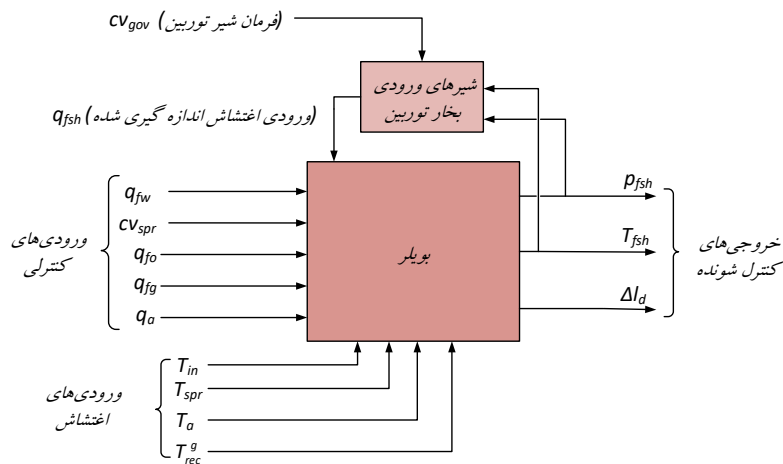 cv_gov (فرمان شیر توربین)
شیرهای ورودی
بخار توربین
q_fsh (ورودی اغتشاش اندازه گیری شده)
q_fw
cv_spr
q_fo
q_fg
q_a
ورودی‌های
کنترلی
بویلر
p_fsh
T_fsh
Δl_d
خروجی‌های
کنترل شونده
T_in
T_spr
T_a
T_rec^g
ورودی‌های
اغتشاش